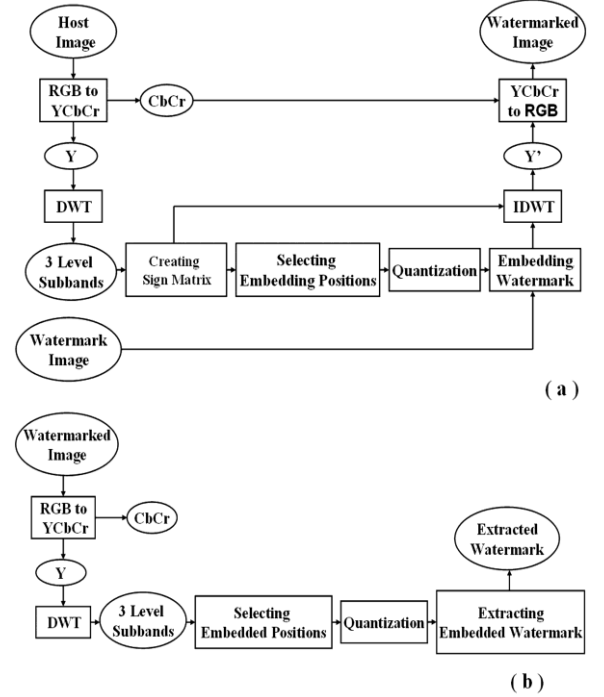 Host
Image
RGB to
YCbCr
CbCr
Y
DWT
3 Level
Subbands
Creating
Sign Matrix
Selecting
Embedding Positions
Quantization
Embedding
Watermark
IDWT
Y’
YCbCr
to RGB
Watermarked
Image
Watermark
Image
( a )
Watermarked
Image
RGB to
YCbCr
CbCr
Y
DWT
3 Level
Subbands
Selecting
Embedded Positions
Quantization
Extracting
Embedded Watermark
Extracted
Watermark
( b )